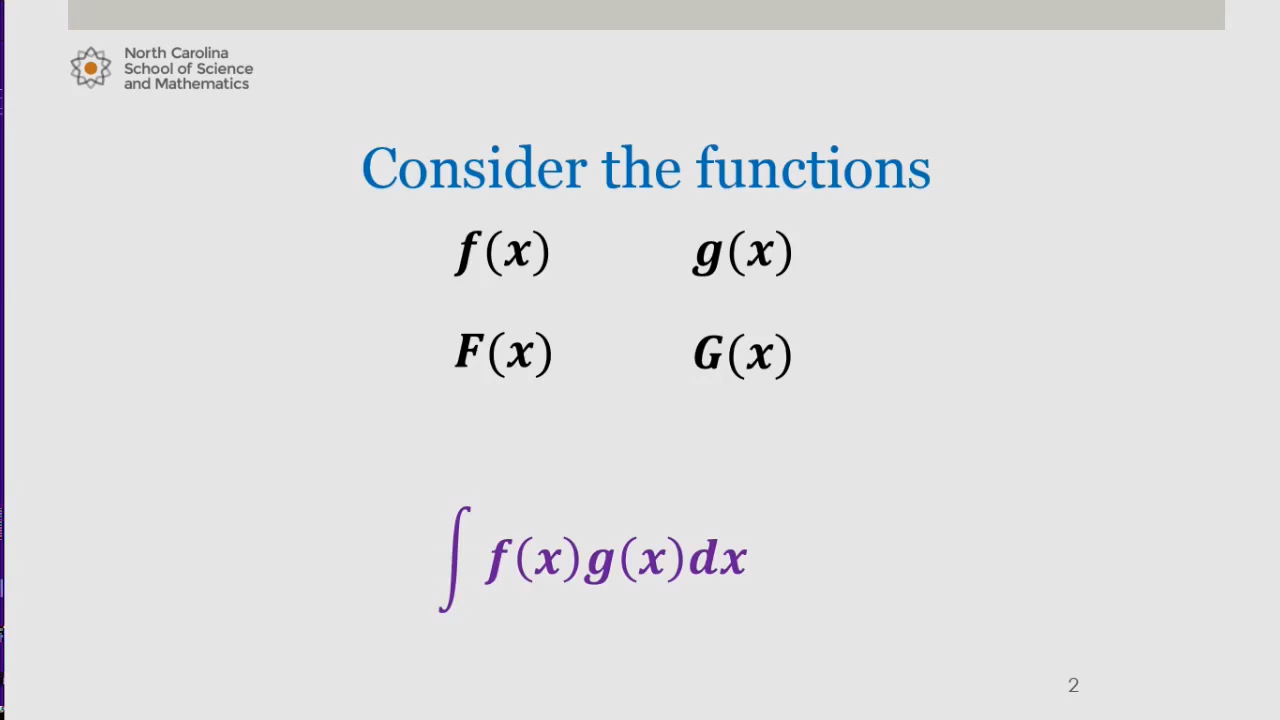 North Carolina
School of Science
and Mathematics
Consider the functions
f(x) g(x)
F(x) G(x)
∫ f(x)g(x)dx
2